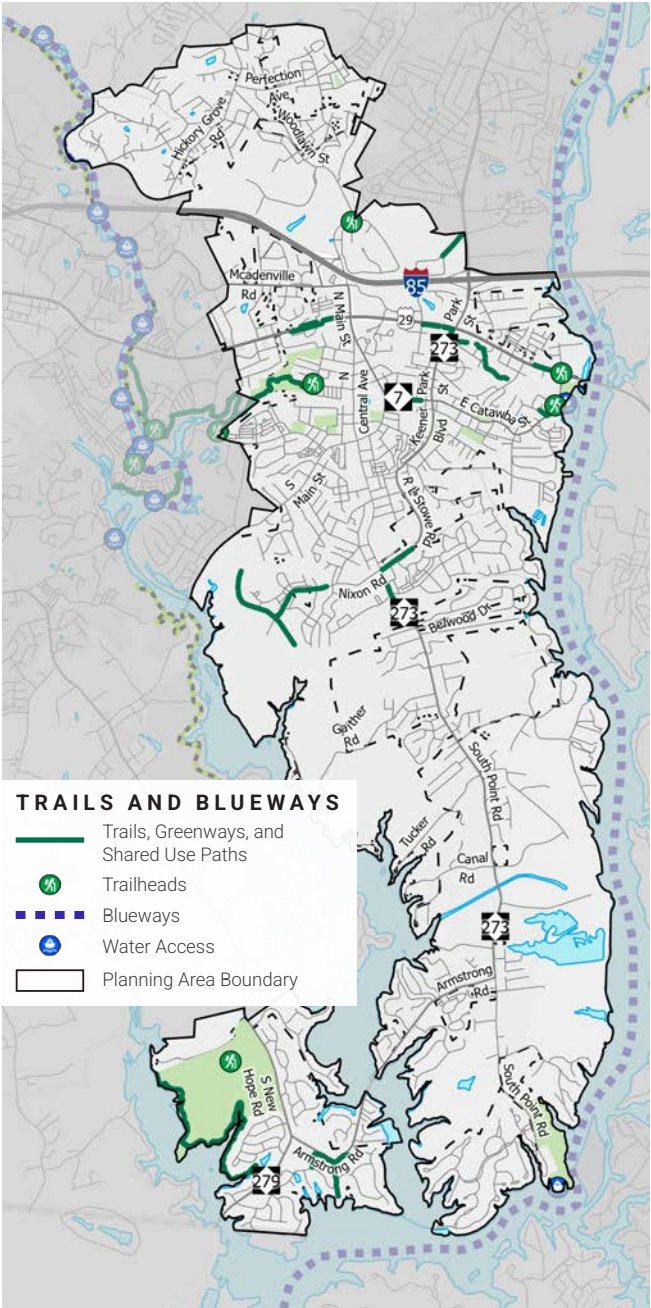 Perfection
Ave
Hickory Grove
Rd
Woodlawn St
Mcadenville
Rd
N Main St
85
29
Park
St
273
N
Central Ave
7
Keener
Blvd
Park
St
E Catawba St
S
Main St
R L Stowe
Rd
Nixon Rd
273
Belwood Dr
Gaither
Rd
South Point Rd
Tucker
Rd
Canal
Rd
273
Armstrong
Rd
South Point Rd
S New
Hope Rd
Armstrong Rd
279
TRAILS AND BLUEWAYS
Trails, Greenways, and
Shared Use Paths
Trailheads
Blueways
Water Access
Planning Area Boundary